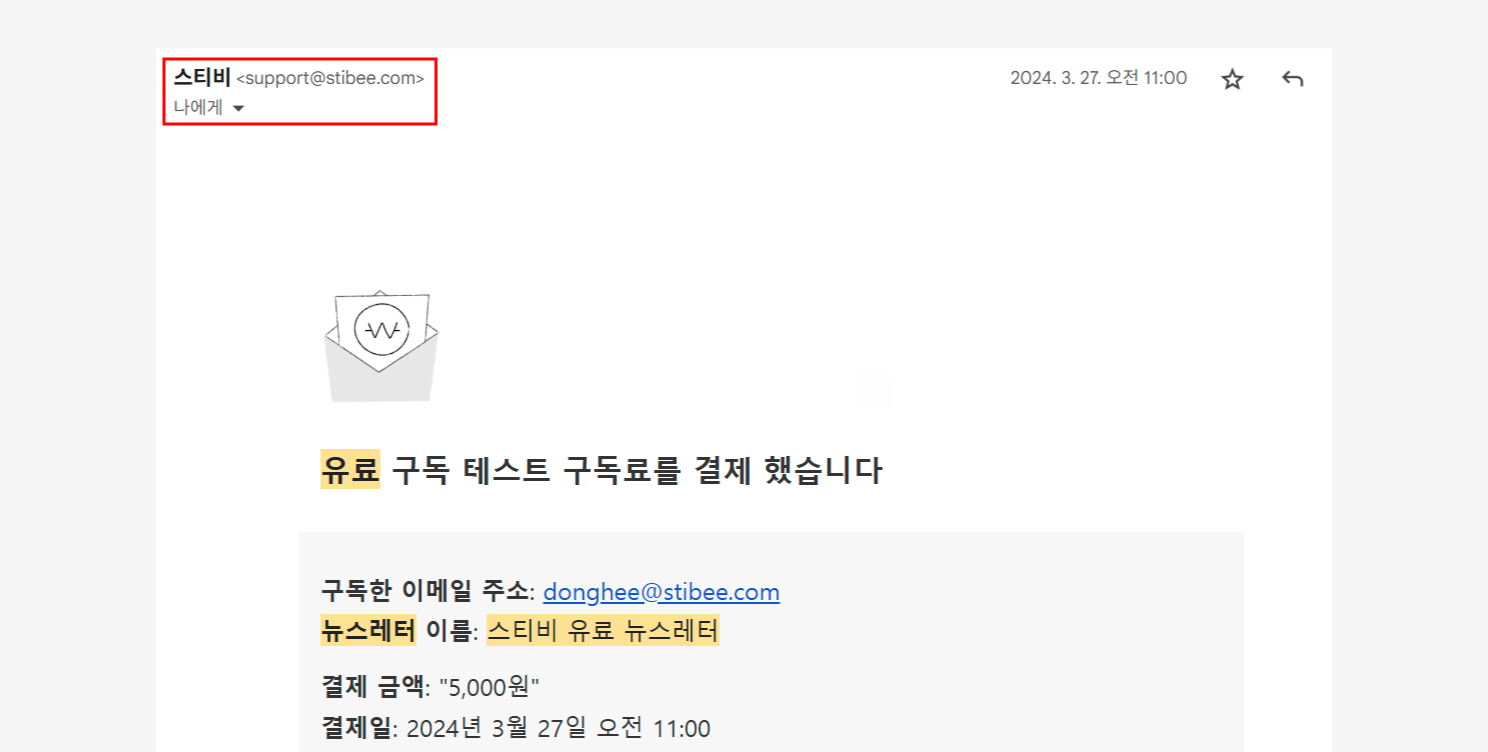 스티비 <support@stibee.com>
2024. 3. 27. 오전 11:00
나에게
W
유료 구독 테스트 구독료를 결제 했습니다
구독한 이메일 주소: donghee@stibee.com
뉴스레터 이름: 스티비 유료 뉴스레터
결제 금액: "5,000원"
결제일: 2024년 3월 27일 오전 11:00